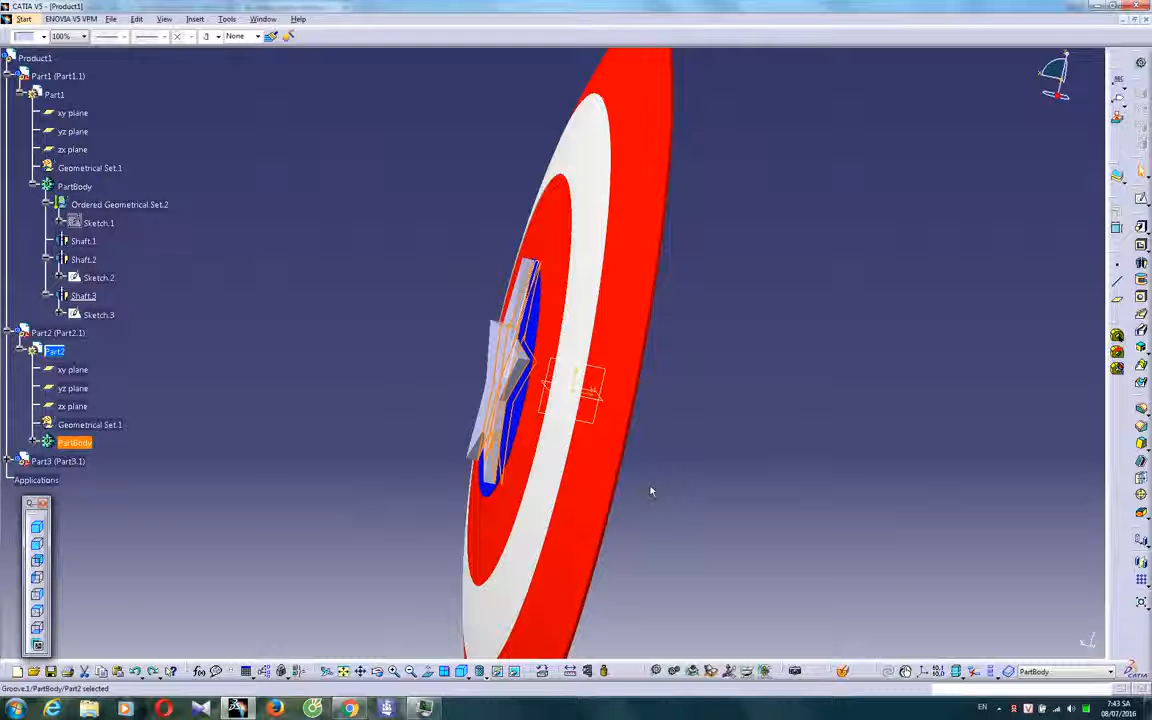 CATIA V5 - [Product1]
Start ENOVIA V5 VPM File Edit View Insert Tools Window Help
100% None
Product1
Part1 (Part1.1)
Part1
xy plane
yz plane
zx plane
Geometrical Set.1
PartBody
Ordered Geometrical Set.2
Sketch.1
Shaft.1
Shaft.2
Sketch.2
Shaft.3
Sketch.3
Part2 (Part2.1)
Part2
xy plane
yz plane
zx plane
Geometrical Set.1
PartBody
Part3 (Part3.1)
Applications
PartBody
CATIA
Groove.1/PartBody/Part2 selected
EN 7:43 SA
08/07/2016